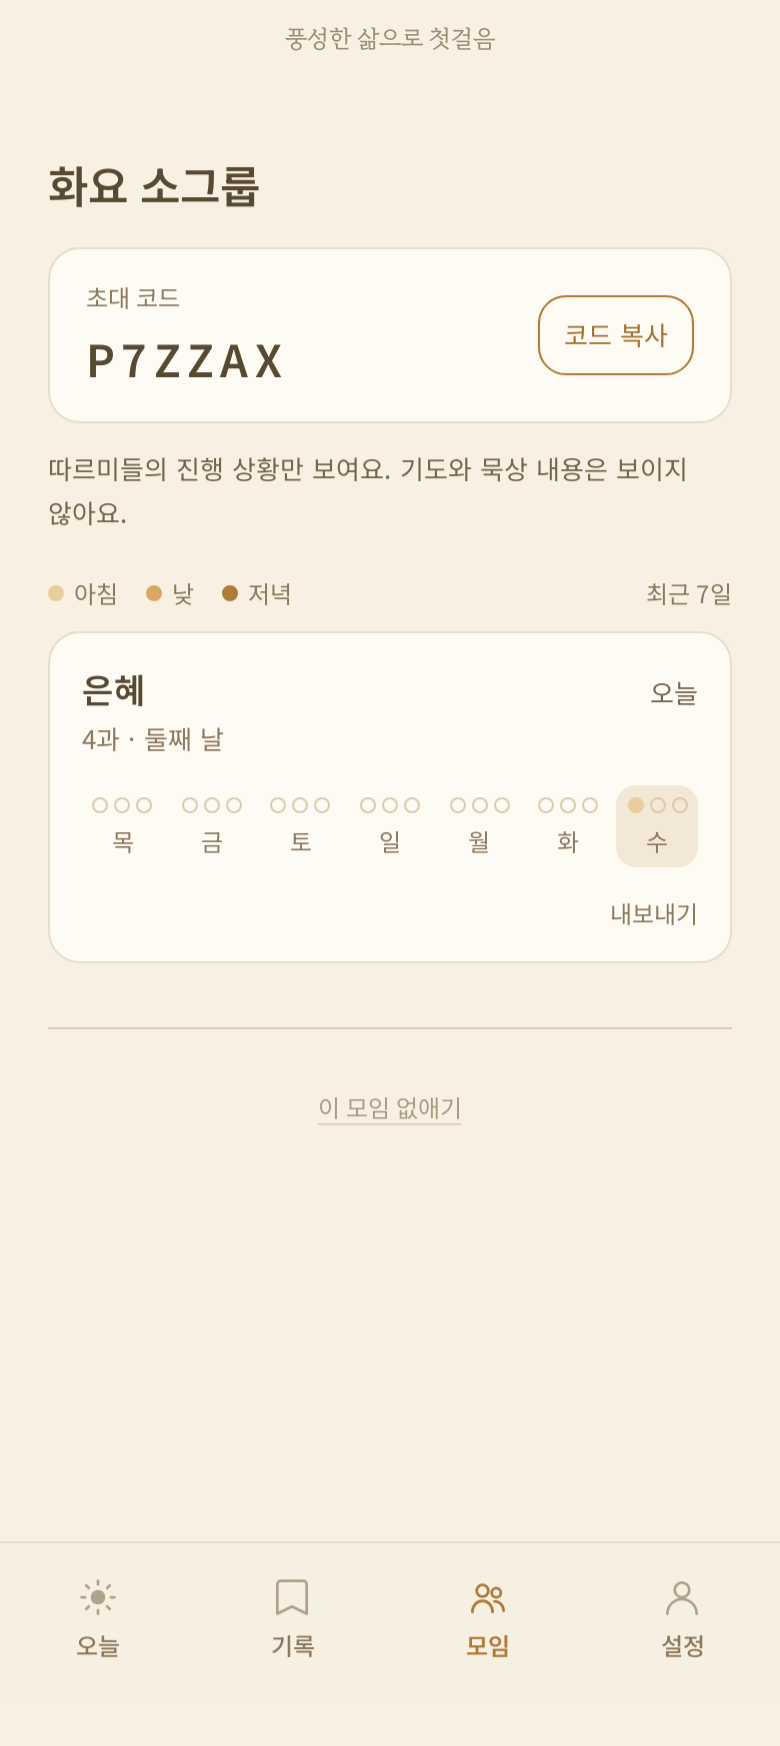 풍성한 삶으로 첫걸음
화요 소그룹
초대 코드
P7ZZAX
코드 복사
따르미들의 진행 상황만 보여요. 기도와 묵상 내용은 보이지
않아요.
아침 낮 저녁 최근 7일
은혜 오늘
4과 · 둘째 날
목 금 토 일 월 화 수
내보내기
이 모임 없애기
오늘 기록 모임 설정